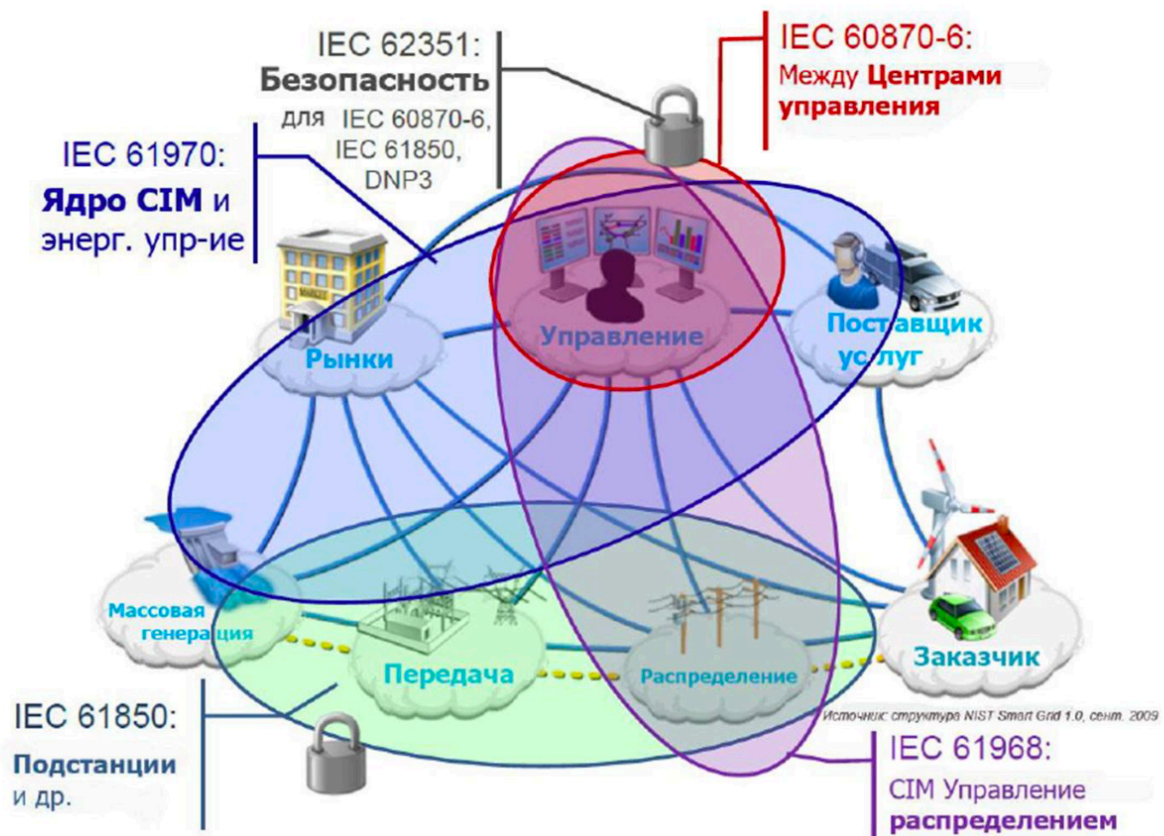 IEC 62351:
Безопасность
для IEC 60870-6,
IEC 61850,
DNP3
IEC 60870-6:
Между Центрами
управления
IEC 61970:
Ядро CIM и
энерг. упр-ие
MARKET
Рынки
Управление
Поставщик
ус луг
Массовая
генерация
Передача
Распределение
Заказчик
Источник: структура NIST Smart Grid 1.0, сент. 2009
IEC 61850:
Подстанции
и др.
IEC 61968:
CIM Управление
распределением